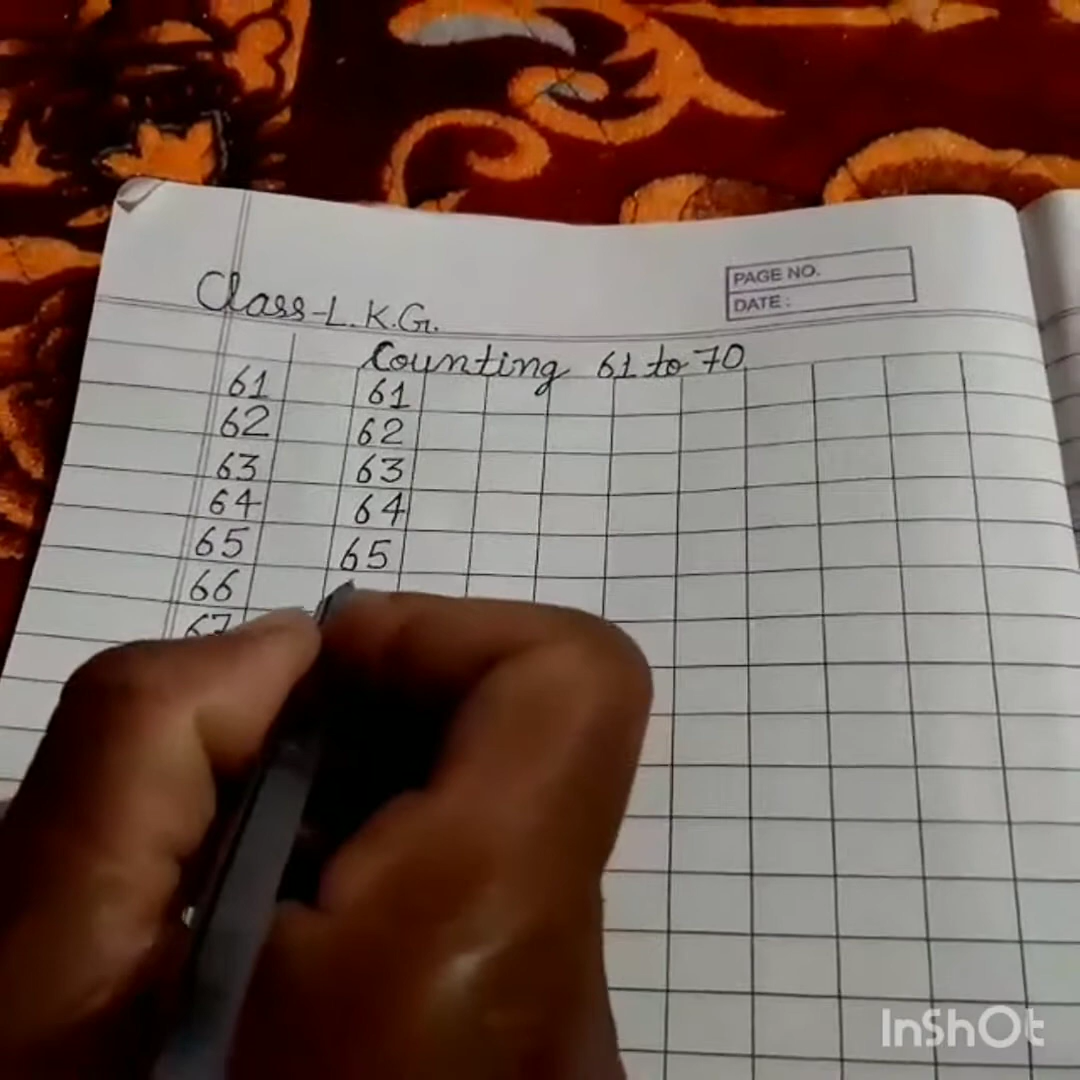 PAGE NO.
DATE :
Class-L.K.G.
Counting 61 to 70
61 61
62 62
63 63
64 64
65 65
66
67
InShOt